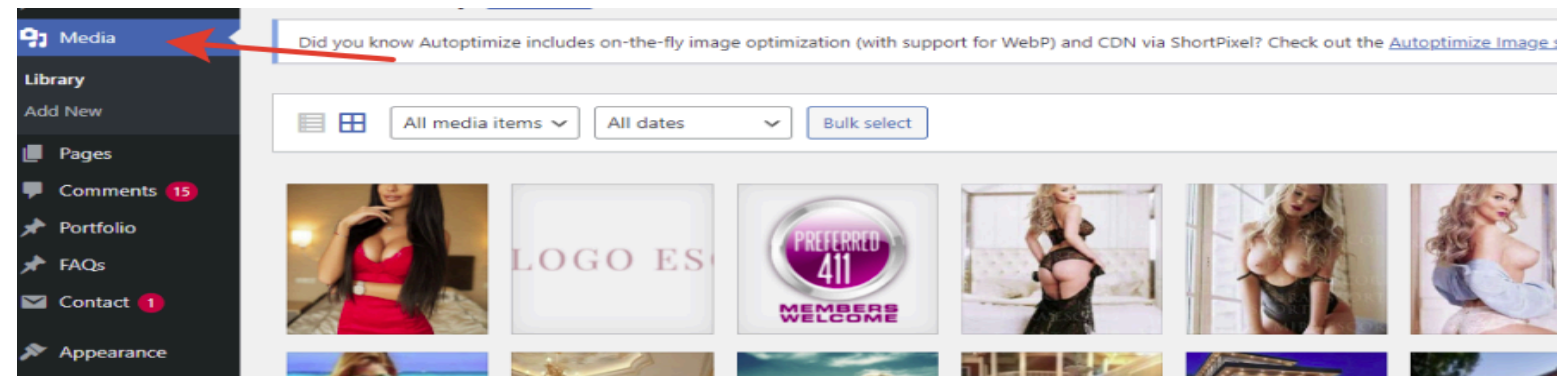 Media
Did you know Autoptimize includes on-the-fly image optimization (with support for WebP) and CDN via ShortPixel? Check out the Autoptimize Image
Library
Add New
All media items
All dates
Bulk select
Pages
Comments 15
Portfolio
FAQs
Contact 1
Appearance
LOGO ES
PREFERRED
411
MEMBERS
WELCOME